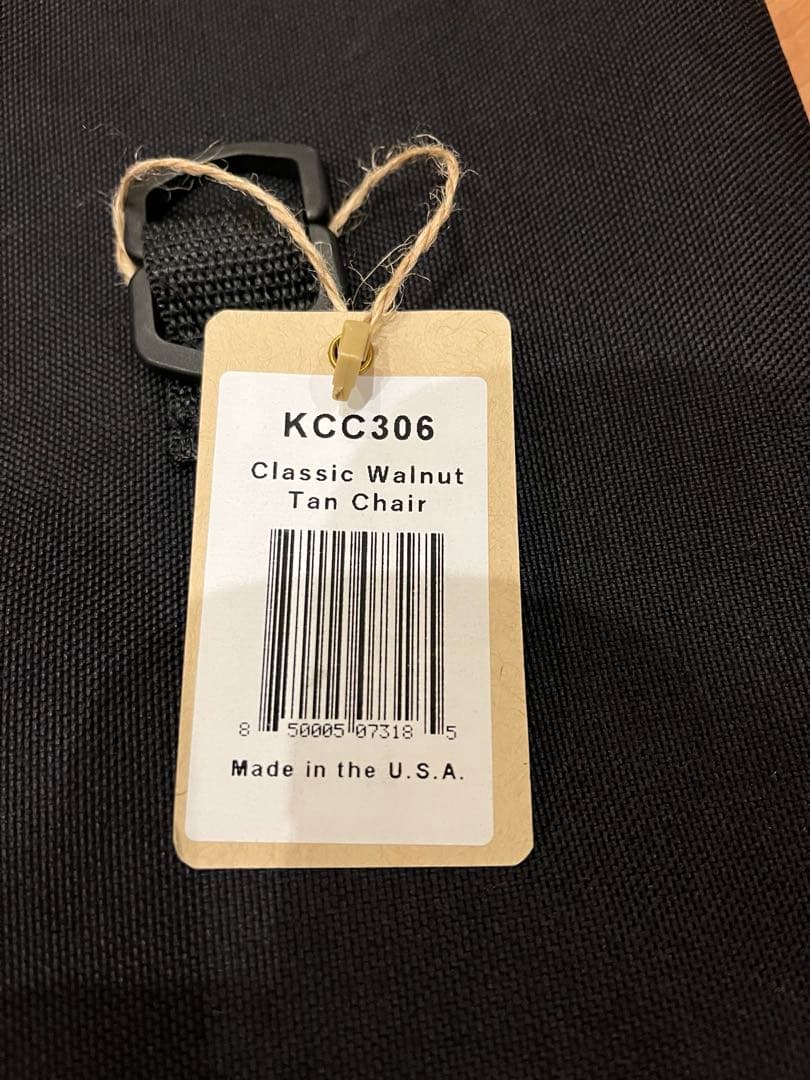 KCC306
Classic Walnut
Tan Chair
8 50005 07318 5
Made in the U.S.A.